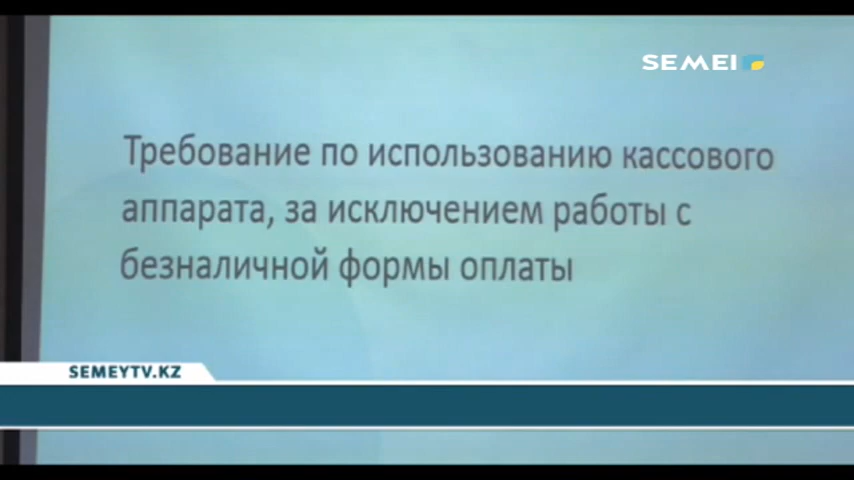 SEMEI
Требование по использованию кассового
аппарата, за исключением работы с
безналичной формы оплаты
SEMEYTV.KZ